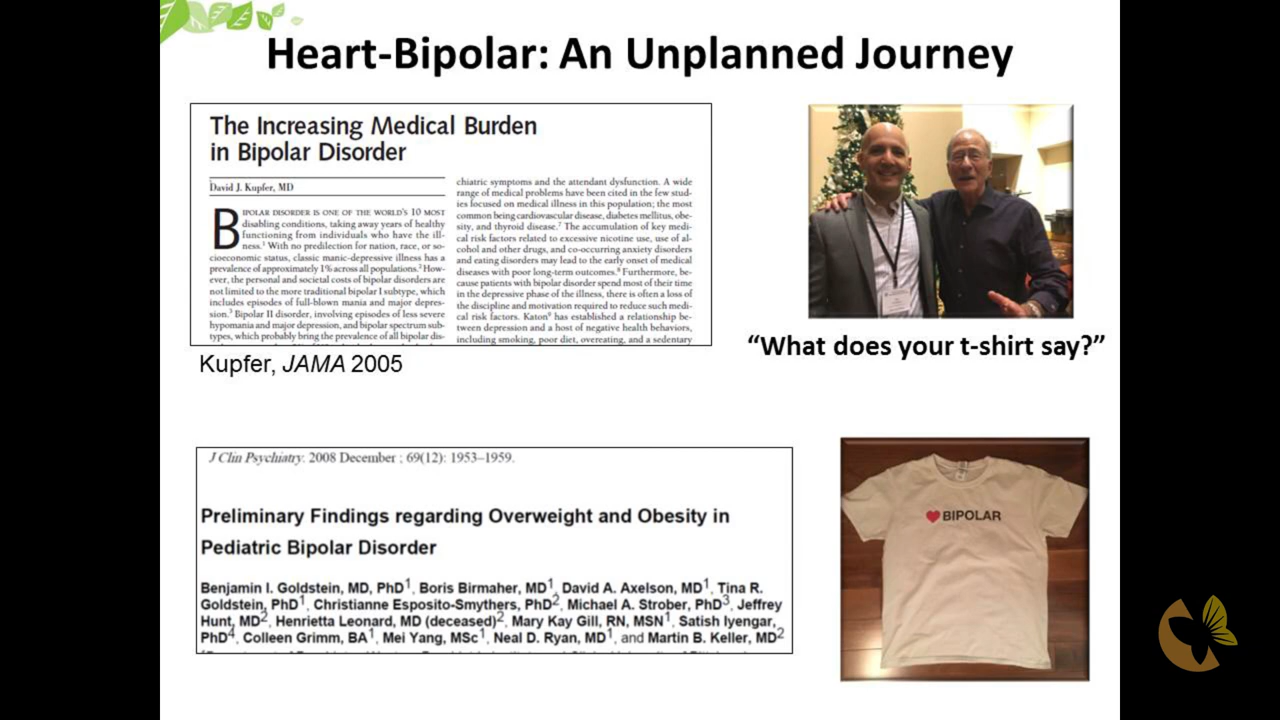 Heart-Bipolar: An Unplanned Journey
The Increasing Medical Burden
in Bipolar Disorder
David J. Kupfer, MD
BIPOLAR DISORDER IS ONE OF THE WORLD'S 10 MOST
disabling conditions, taking away years of healthy
functioning from individuals who have the ill-
ness.1 With no predilection for nation, race, or so-
cioeconomic status, classic manic-depressive illness has a
prevalence of approximately 1% across all populations.2 How-
ever, the personal and societal costs of bipolar disorders are
not limited to the more traditional bipolar I subtype, which
includes episodes of full-blown mania and major depres-
sion.3 Bipolar II disorder, involving episodes of less severe
hypomania and major depression, and bipolar spectrum sub-
types, which probably bring the prevalence of all bipolar dis-
chiatric symptoms and the attendant dysfunction. A wide
range of medical problems have been cited in the few stud-
ies focused on medical illness in this population; the most
common being cardiovascular disease, diabetes mellitus, obe-
sity, and thyroid disease.7 The accumulation of key medi-
cal risk factors related to excessive nicotine use, use of al-
cohol and other drugs, and co-occurring anxiety disorders
and eating disorders may lead to the early onset of medical
diseases with poor long-term outcomes.8 Furthermore, be-
cause patients with bipolar disorder spend most of their time
in the depressive phase of the illness, there is often a loss of
the discipline and motivation required to reduce such medi-
cal risk factors. Katon9 has established a relationship be-
tween depression and a host of negative health behaviors,
including smoking, poor diet, overeating, and a sedentary
Kupfer, JAMA 2005
“What does your t-shirt say?”
J Clin Psychiatry. 2008 December ; 69(12): 1953–1959.
Preliminary Findings regarding Overweight and Obesity in
Pediatric Bipolar Disorder
Benjamin I. Goldstein, MD, PhD1, Boris Birmaher, MD1, David A. Axelson, MD1, Tina R.
Goldstein, PhD1, Christianne Esposito-Smythers, PhD2, Michael A. Strober, PhD3, Jeffrey
Hunt, MD2, Henrietta Leonard, MD (deceased)2, Mary Kay Gill, RN, MSN1, Satish Iyengar,
PhD4, Colleen Grimm, BA1, Mei Yang, MSc1, Neal D. Ryan, MD1, and Martin B. Keller, MD2
BIPOLAR